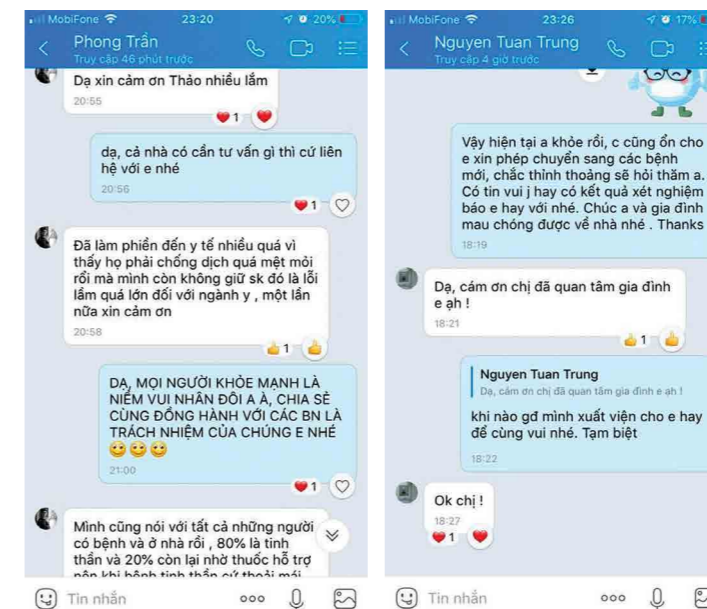 MobiFone 23:20 20%
Phong Trần
Truy cập 46 phút trước
Dạ xin cảm ơn Thảo nhiều lắm
20:55
1
dạ, cả nhà có cần tư vấn gì thì cứ liên
hệ với e nhé
20:56
1
Đã làm phiền đến y tế nhiều quá vì
thấy họ phải chống dịch quá mệt mỏi
rồi mà mình còn không giữ sk đó là lỗi
lầm quá lớn đối với ngành y , một lần
nữa xin cảm ơn
20:58
1
DẠ, MỌI NGƯỜI KHỎE MẠNH LÀ
NIỀM VUI NHÂN ĐÔI A À, CHIA SẺ
CÙNG ĐỒNG HÀNH VỚI CÁC BN LÀ
TRÁCH NHIỆM CỦA CHÚNG E NHÉ
21:00
1
Mình cũng nói với tất cả những người
có bệnh và ở nhà rồi , 80% là tinh
thần và 20% còn lại nhờ thuốc hỗ trợ
nên khi bệnh tinh thần cứ thoải mái
Tin nhắn
MobiFone 23:26 17%
Nguyen Tuan Trung
Truy cập 4 giờ trước
Vậy hiện tại a khỏe rồi, c cũng ổn cho
e xin phép chuyển sang các bệnh
mới, chắc thỉnh thoảng sẽ hỏi thăm a.
Có tin vui j hay có kết quả xét nghiệm
báo e hay với nhé. Chúc a và gia đình
mau chóng được về nhà nhé . Thanks
18:19
Dạ, cám ơn chị đã quan tâm gia đình
e ạh !
18:21
1
Nguyen Tuan Trung
Dạ, cám ơn chị đã quan tâm gia đình e ạh !
khi nào gđ mình xuất viện cho e hay
để cùng vui nhé. Tạm biệt
18:22
Ok chị !
18:27
1
Tin nhắn